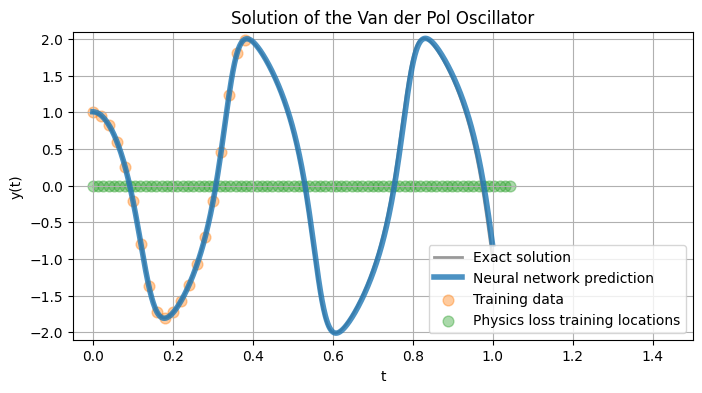 Solution of the Van der Pol Oscillator
y(t)
2.0
1.5
1.0
0.5
0.0
−0.5
−1.0
−1.5
−2.0
Exact solution
Neural network prediction
Training data
Physics loss training locations
0.0 0.2 0.4 0.6 0.8 1.0 1.2 1.4
t